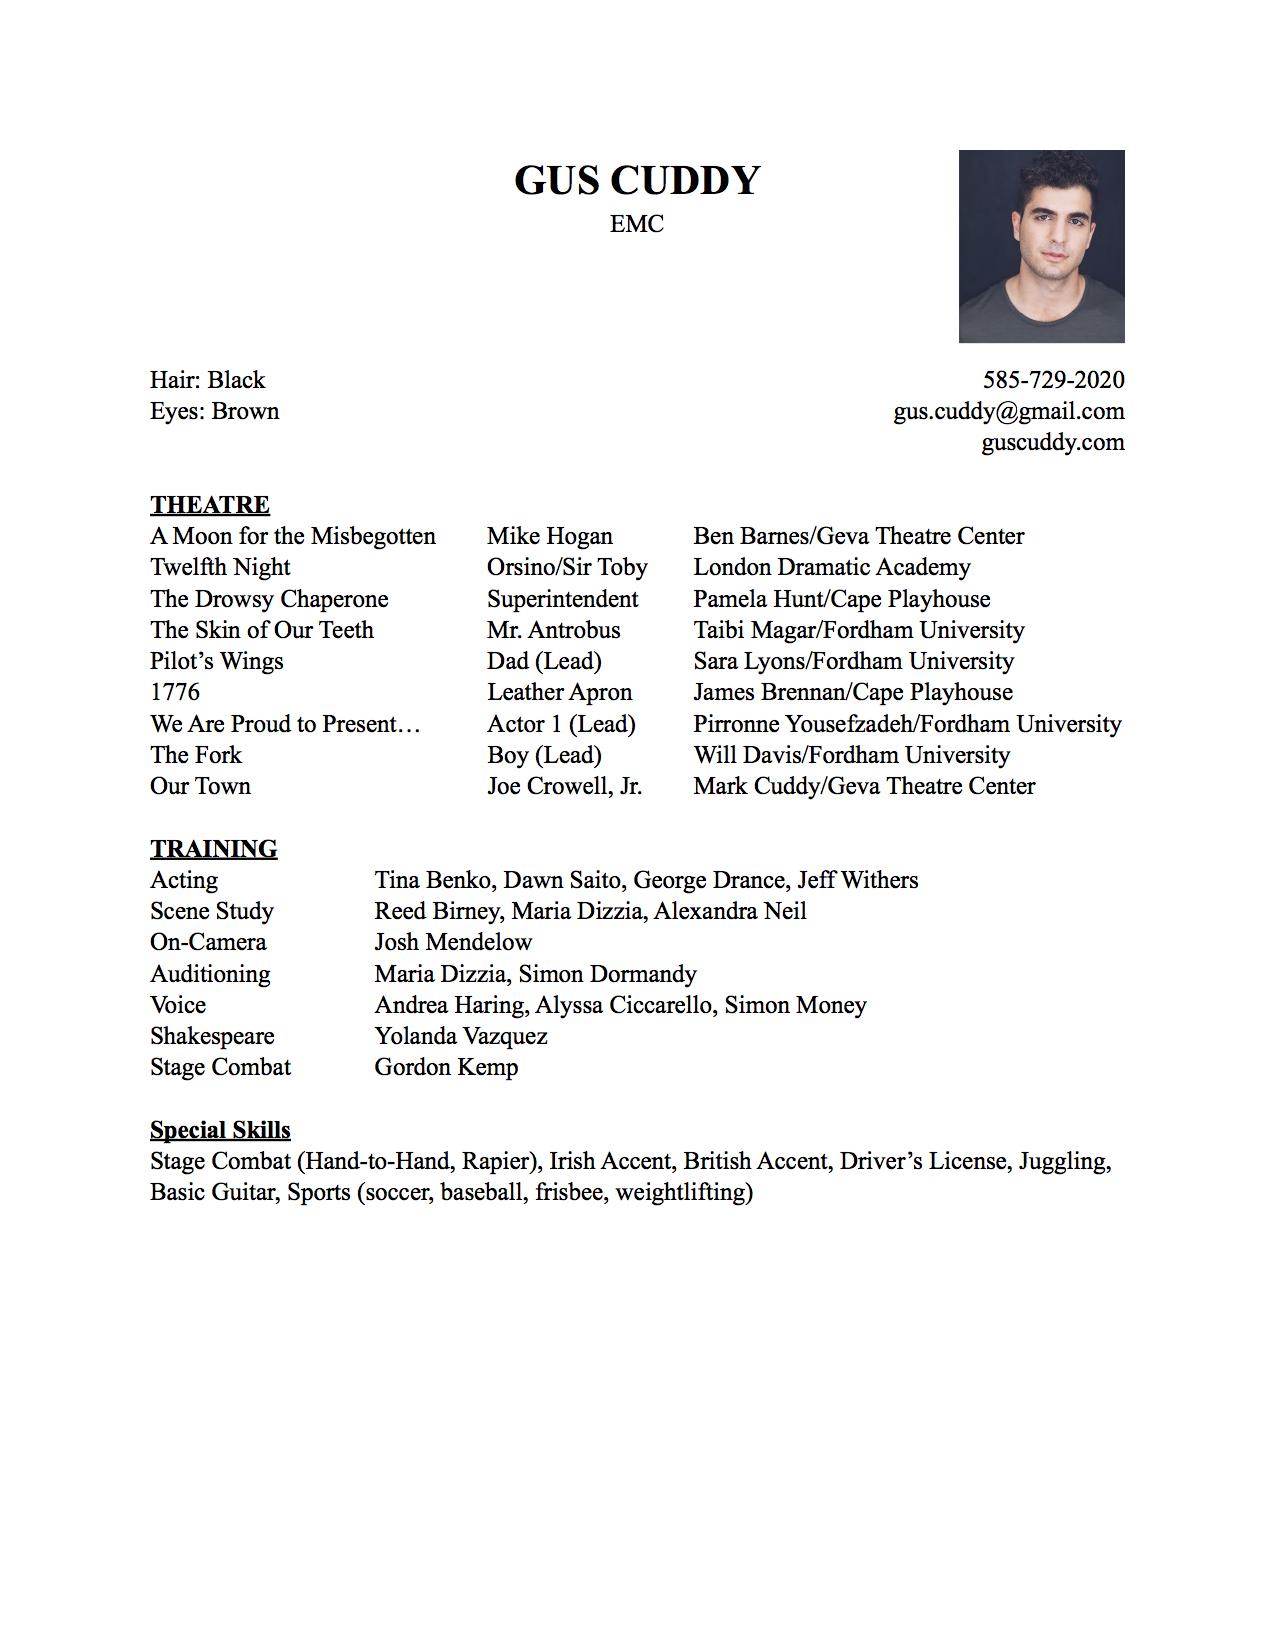 GUS CUDDY
EMC
Hair: Black 585-729-2020
Eyes: Brown gus.cuddy@gmail.com
guscuddy.com
THEATRE
A Moon for the Misbegotten Mike Hogan Ben Barnes/Geva Theatre Center
Twelfth Night Orsino/Sir Toby London Dramatic Academy
The Drowsy Chaperone Superintendent Pamela Hunt/Cape Playhouse
The Skin of Our Teeth Mr. Antrobus Taibi Magar/Fordham University
Pilot’s Wings Dad (Lead) Sara Lyons/Fordham University
1776 Leather Apron James Brennan/Cape Playhouse
We Are Proud to Present… Actor 1 (Lead) Pirronne Yousefzadeh/Fordham University
The Fork Boy (Lead) Will Davis/Fordham University
Our Town Joe Crowell, Jr. Mark Cuddy/Geva Theatre Center
TRAINING
Acting Tina Benko, Dawn Saito, George Drance, Jeff Withers
Scene Study Reed Birney, Maria Dizzia, Alexandra Neil
On-Camera Josh Mendelow
Auditioning Maria Dizzia, Simon Dormandy
Voice Andrea Haring, Alyssa Ciccarello, Simon Money
Shakespeare Yolanda Vazquez
Stage Combat Gordon Kemp
Special Skills
Stage Combat (Hand-to-Hand, Rapier), Irish Accent, British Accent, Driver’s License, Juggling,
Basic Guitar, Sports (soccer, baseball, frisbee, weightlifting)